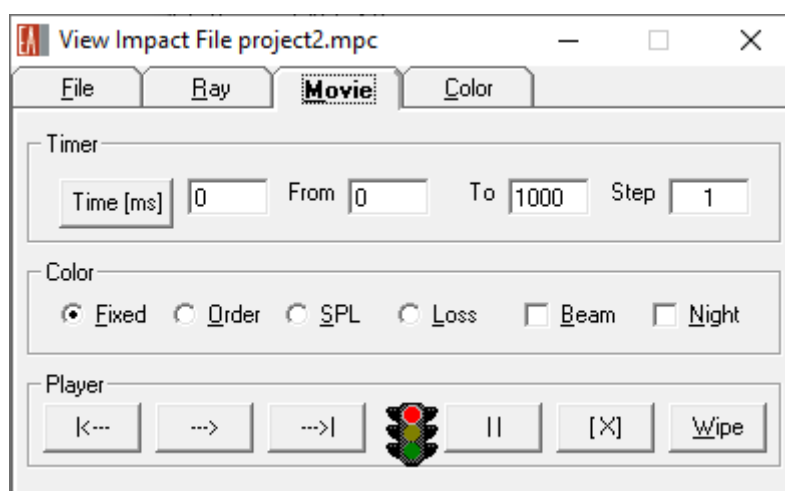 EA View Impact File project2.mpc
File Ray Movie Color
Timer
Time [ms] 0 From 0 To 1000 Step 1
Color
Fixed Order SPL Loss Beam Night
Player
|<--- ---> --->| || [X] Wipe